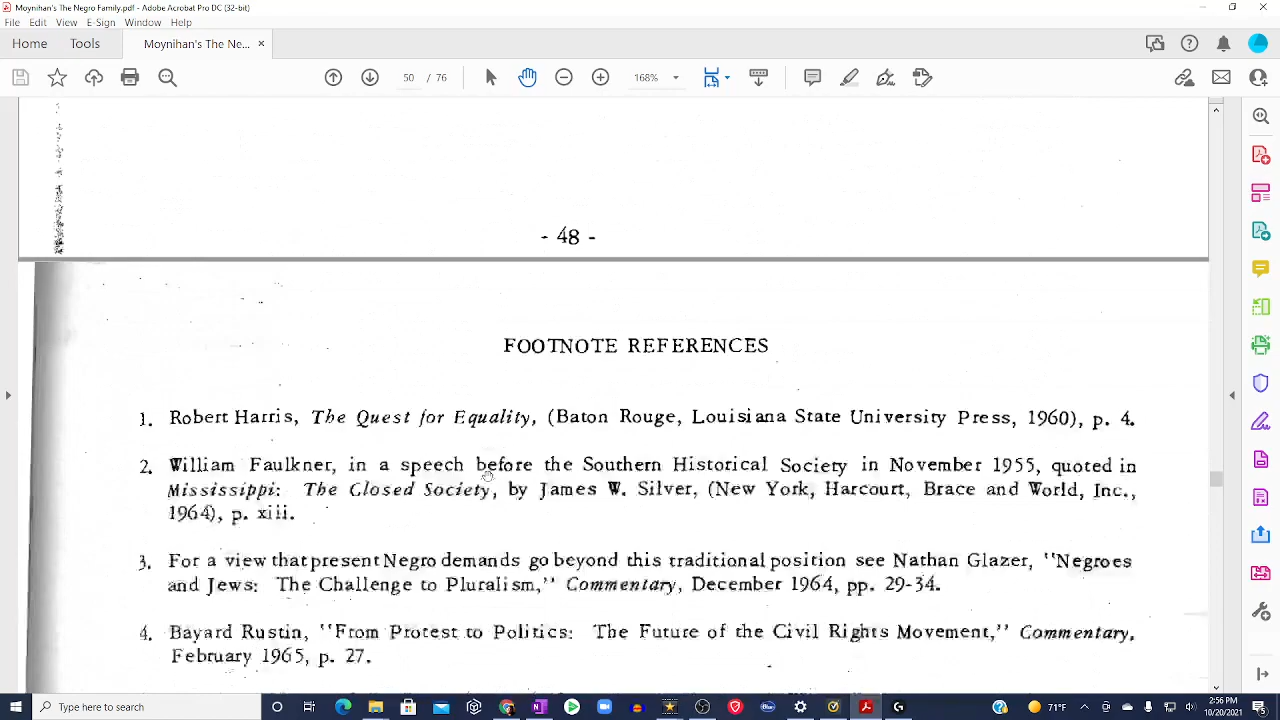 Moynihan's The Negro Family.pdf - Adobe Acrobat Pro DC (32-bit)
File Edit View E-Sign Window Help
Home Tools Moynihan's The Ne... ×
50 / 76 168%
- 48 -
FOOTNOTE REFERENCES
1. Robert Harris, The Quest for Equality, (Baton Rouge, Louisiana State University Press, 1960), p. 4.
2. William Faulkner, in a speech before the Southern Historical Society in November 1955, quoted in
Mississippi: The Closed Society, by James W. Silver, (New York, Harcourt, Brace and World, Inc.,
1964), p. xiii.
3. For a view that present Negro demands go beyond this traditional position see Nathan Glazer, "Negroes
and Jews: The Challenge to Pluralism," Commentary, December 1964, pp. 29-34.
4. Bayard Rustin, "From Protest to Politics: The Future of the Civil Rights Movement," Commentary,
February 1965, p. 27.
Type here to search
71°F
2:56 PM
10/20/2021